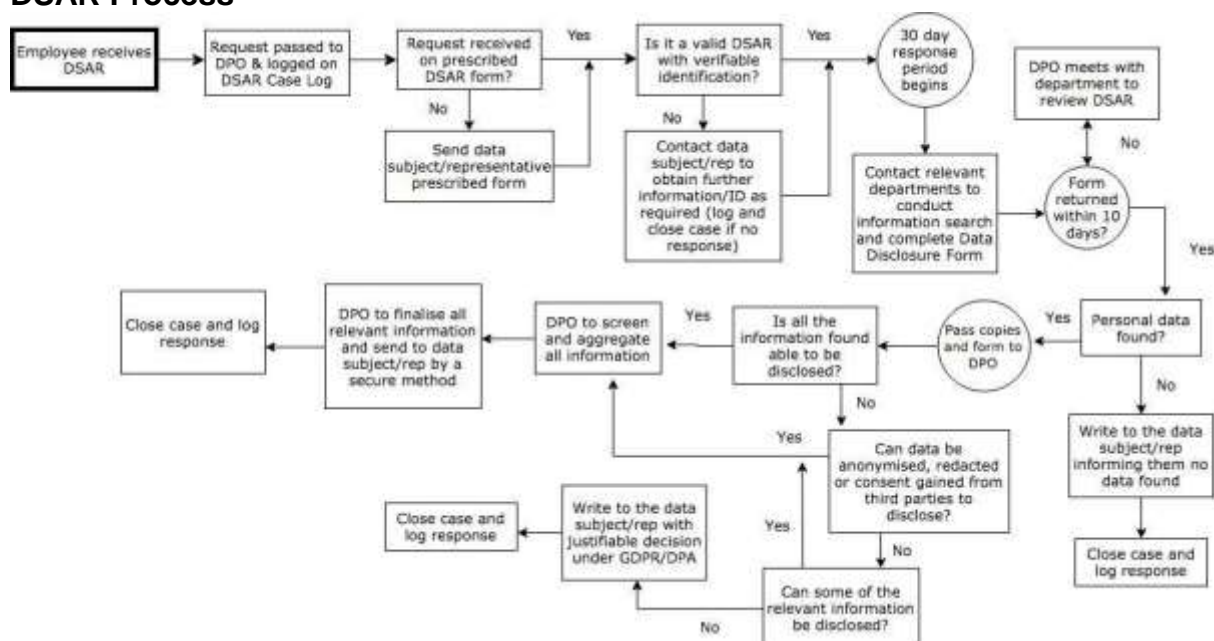 DSAR Process
Employee receives
DSAR
Request passed to
DPO & logged on
DSAR Case Log
Request received
on prescribed
DSAR form?
Yes
No
Send data
subject/representative
prescribed form
Is it a valid DSAR
with verifiable
identification?
Yes
No
Contact data
subject/rep to
obtain further
information/ID as
required (log and
close case if no
response)
30 day
response
period
begins
Contact relevant
departments to
conduct
information search
and complete Data
Disclosure Form
DPO meets with
department to
review DSAR
No
Form
returned
within 10
days?
Yes
Personal data
found?
Yes
No
Write to the data
subject/rep
informing them no
data found
Close case and
log response
Pass copies
and form to
DPO
Is all the
information found
able to be
disclosed?
Yes
No
DPO to screen
and aggregate
all information
DPO to finalise all
relevant information
and send to data
subject/rep by a
secure method
Close case and log
response
Can data be
anonymised, redacted
or consent gained from
third parties to
disclose?
Yes
No
Can some of the
relevant information
be disclosed?
Yes
No
Write to the data
subject/rep with
justifiable decision
under GDPR/DPA
Close case and
log response